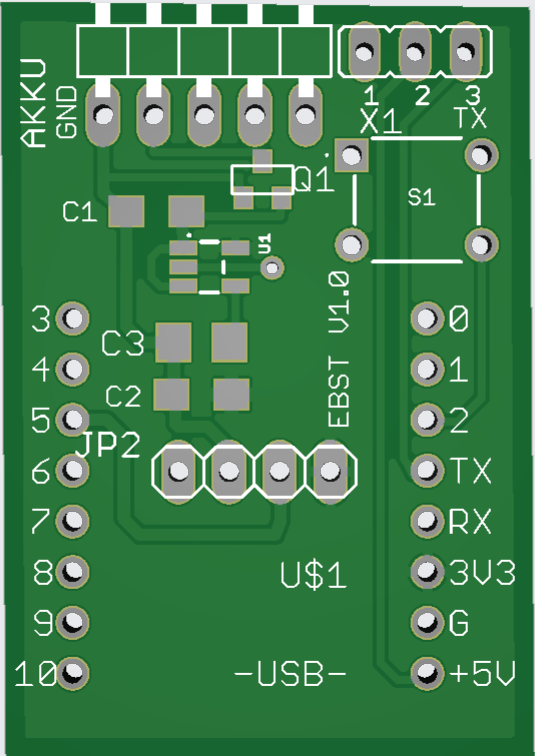 AKKU
GND
1 2 3
X1 TX
Q1
S1
C1
U1
EBST V1.0
3
4
5
6
7
8
9
10
C3
C2
JP2
0
1
2
TX
RX
3V3
G
+5V
U$1
-USB-